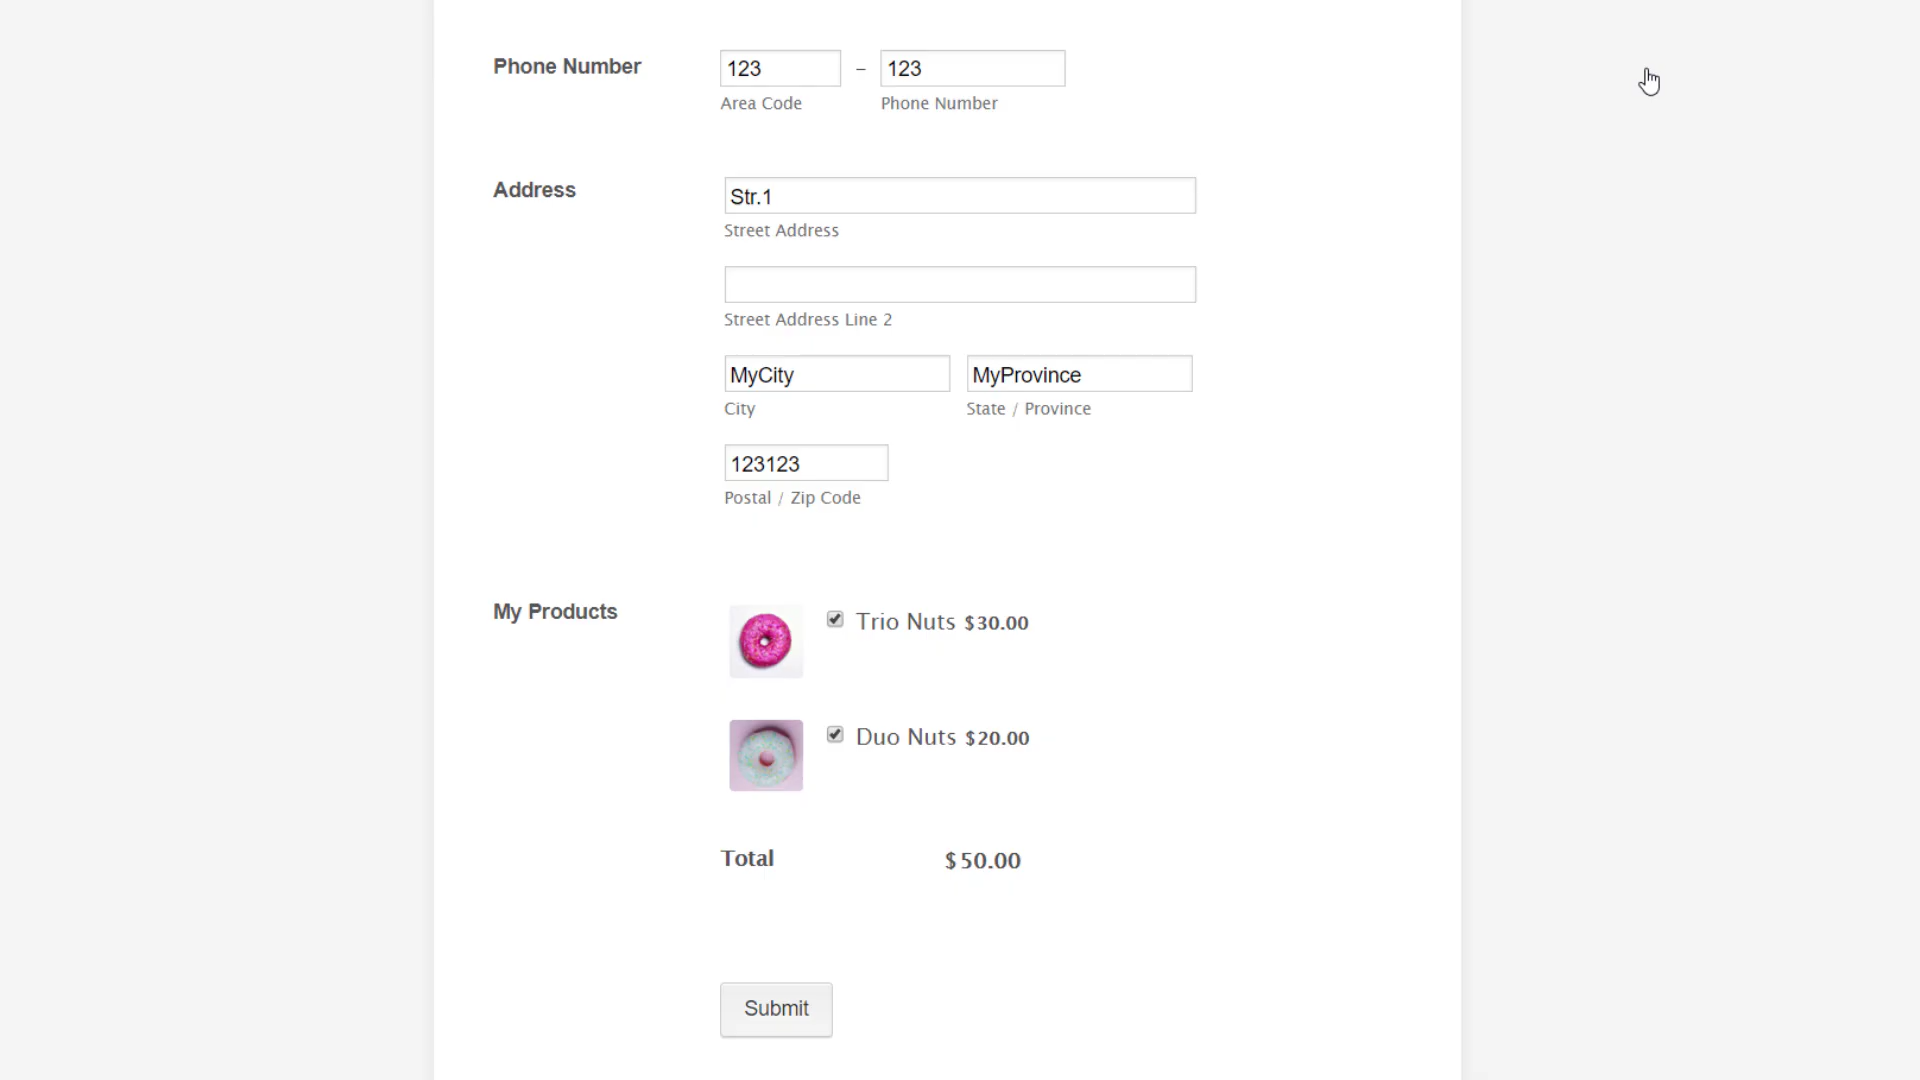 Phone Number
123 – 123
Area Code Phone Number
Address
Str.1
Street Address
Street Address Line 2
MyCity MyProvince
City State / Province
123123
Postal / Zip Code
My Products
Trio Nuts $30.00
Duo Nuts $20.00
Total $50.00
Submit